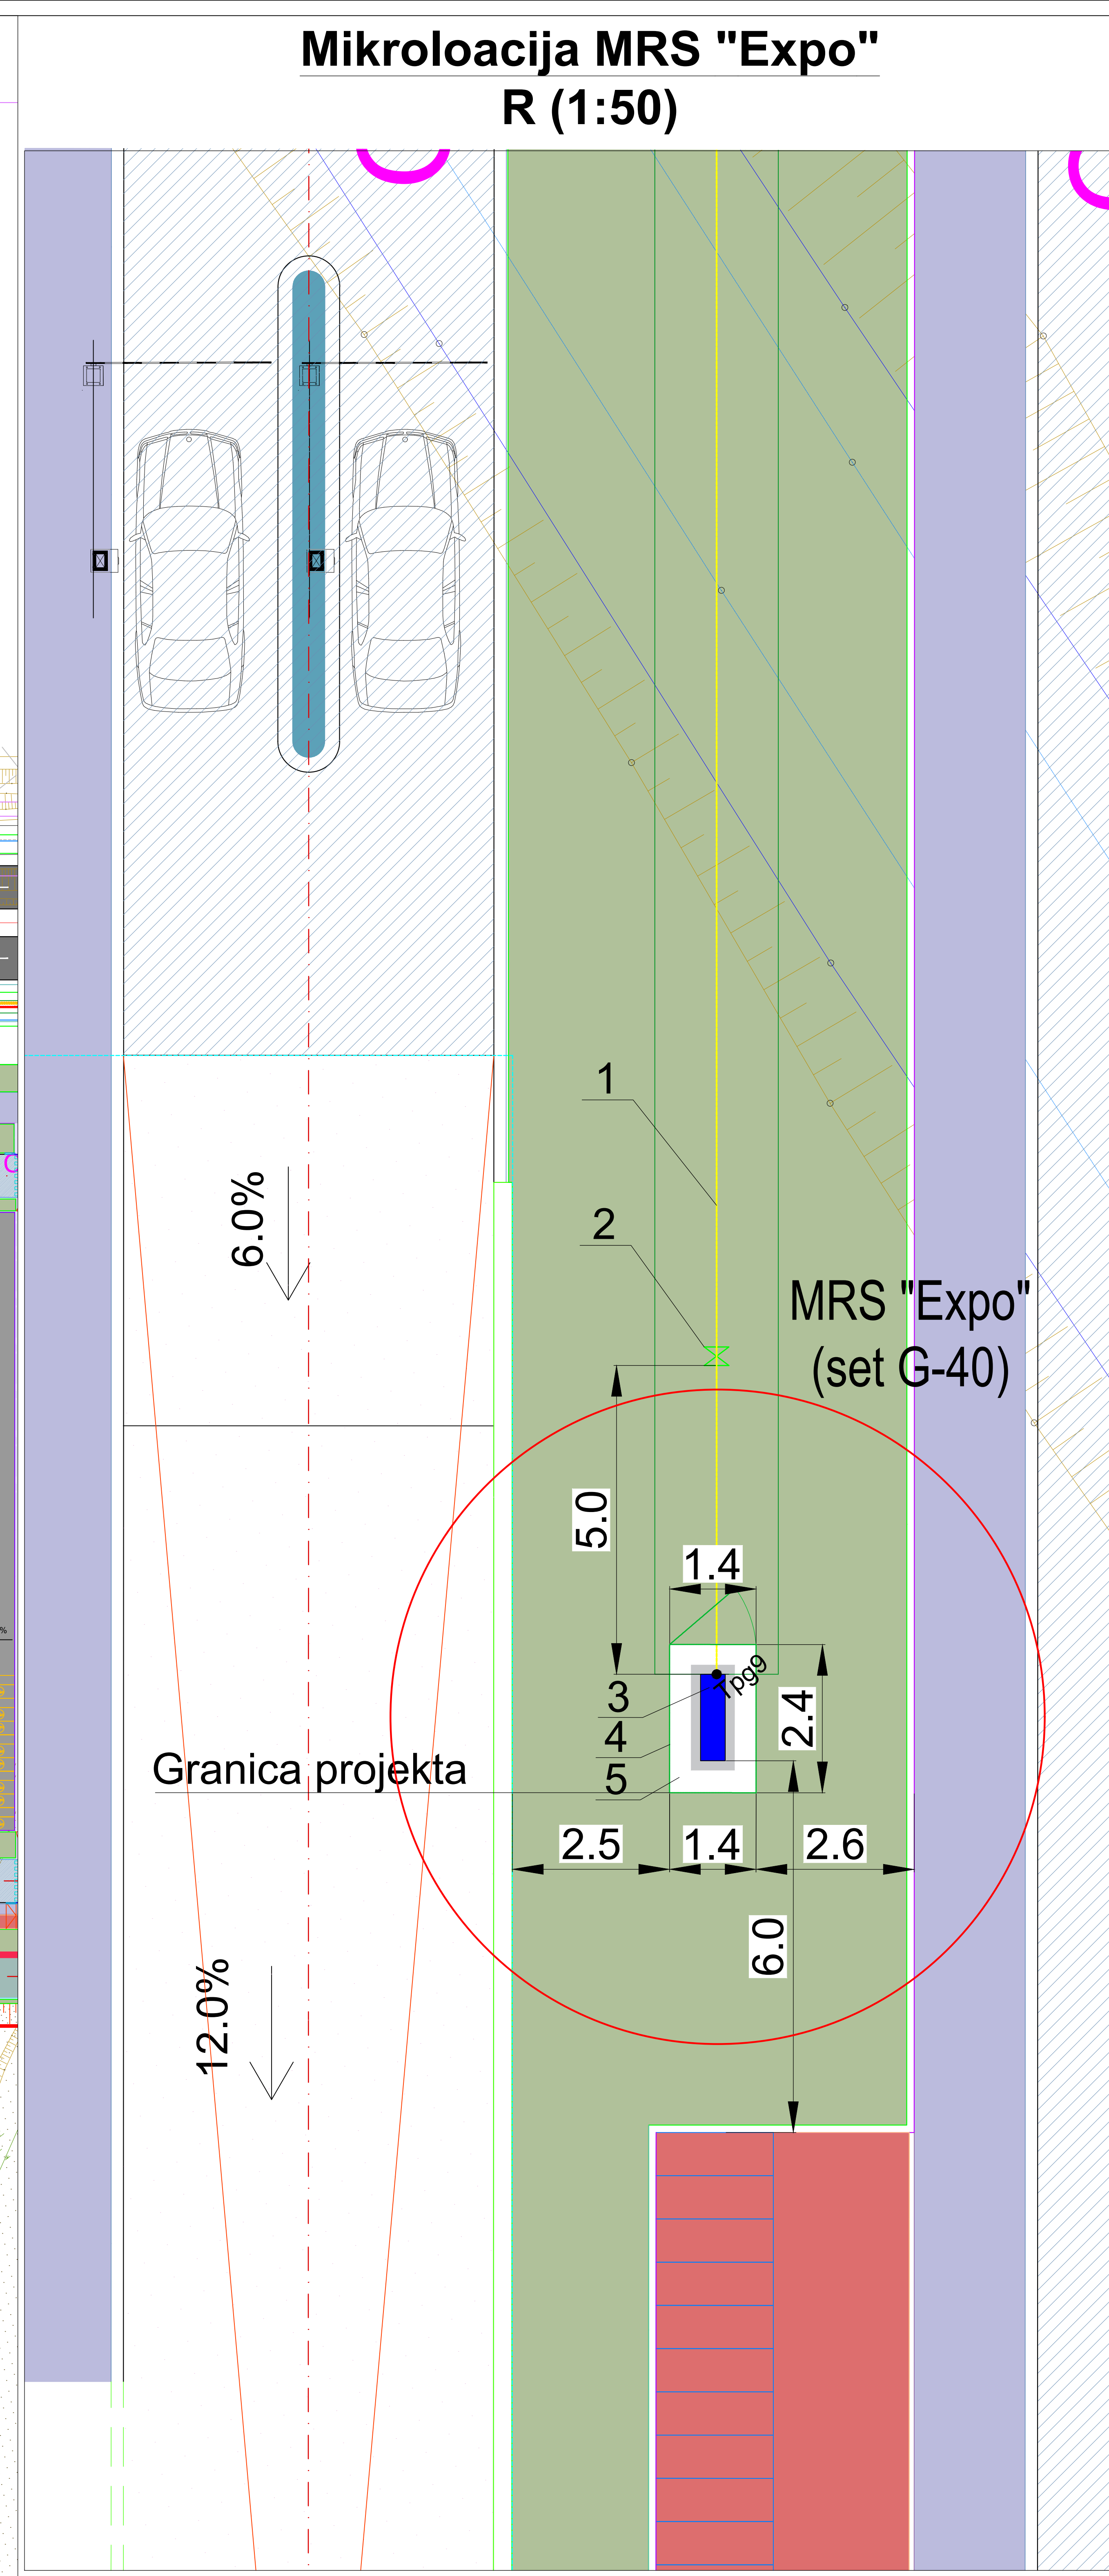 Mikroloacija MRS "Expo"
R (1:50)
1
6.0%
2
MRS "Expo"
(set G-40)
5.0
1.4
Tpg9
3
4
2.4
Granica projekta
5
2.5
1.4
2.6
6.0
12.0%
%